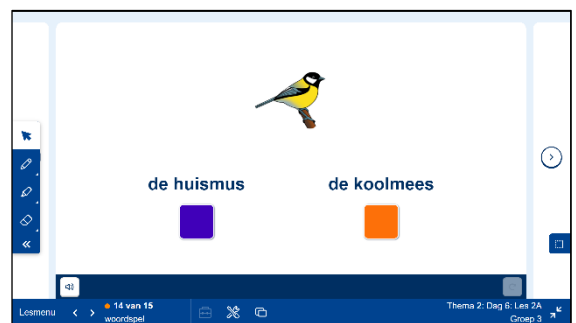 de huismus
de koolmees
Lesmenu
14 van 15
woordspel
Thema 2: Dag 6: Les 2A
Groep 3